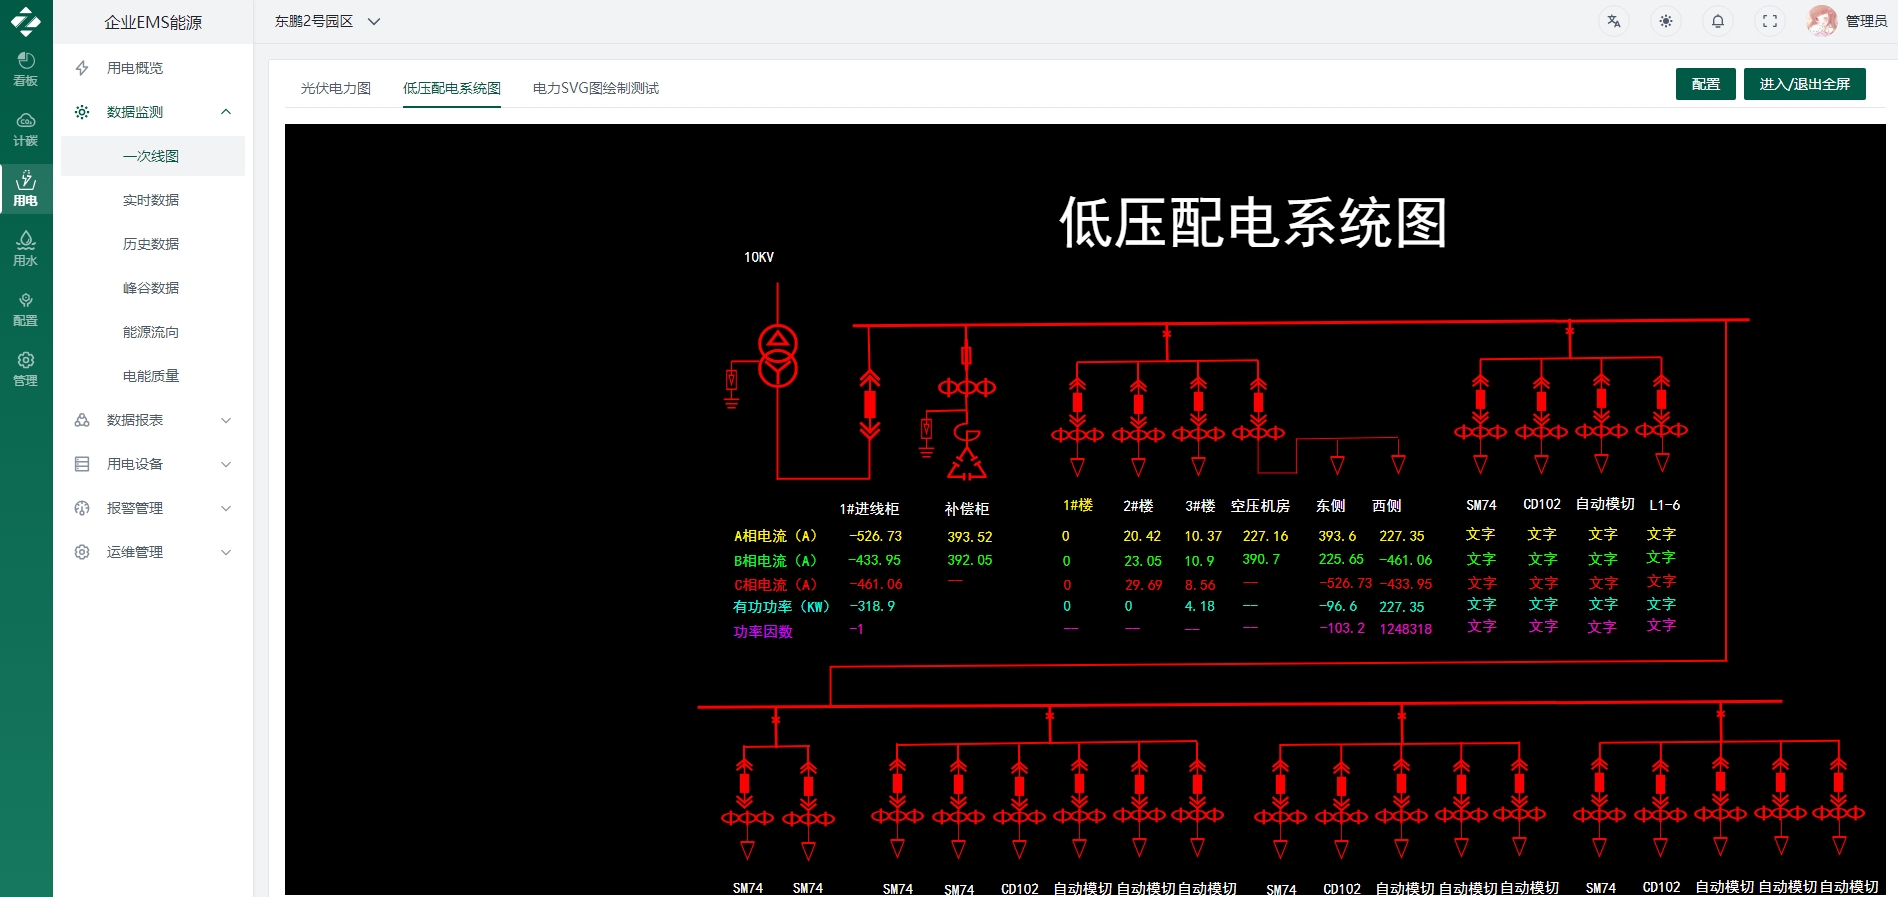 企业EMS能源
东鹏2号园区
管理员
看板
计碳
用电
用水
配置
管理
用电概览
数据监测
一次线图
实时数据
历史数据
峰谷数据
能源流向
电能质量
数据报表
用电设备
报警管理
运维管理
光伏电力图 低压配电系统图 电力SVG图绘制测试
配置 进入/退出全屏
低压配电系统图
10KV
1#进线柜 补偿柜 1#楼 2#楼 3#楼 空压机房 东侧 西侧 SM74 CD102 自动模切 L1-6
A相电流（A） -526.73 393.52 0 20.42 10.37 227.16 393.6 227.35 文字 文字 文字 文字
B相电流（A） -433.95 392.05 0 23.05 10.9 390.7 225.65 -461.06 文字 文字 文字 文字
C相电流（A） -461.06 -- 0 29.69 8.56 -- -526.73 -433.95 文字 文字 文字 文字
有功功率（KW） -318.9 0 0 4.18 -- -96.6 227.35 文字 文字 文字 文字
功率因数 -1 -- -- -- -- -103.2 1248318 文字 文字 文字 文字
SM74 SM74 SM74 SM74 CD102 自动模切 自动模切 自动模切 SM74 CD102 自动模切 自动模切 自动模切 SM74 CD102 自动模切 自动模切 自动模切